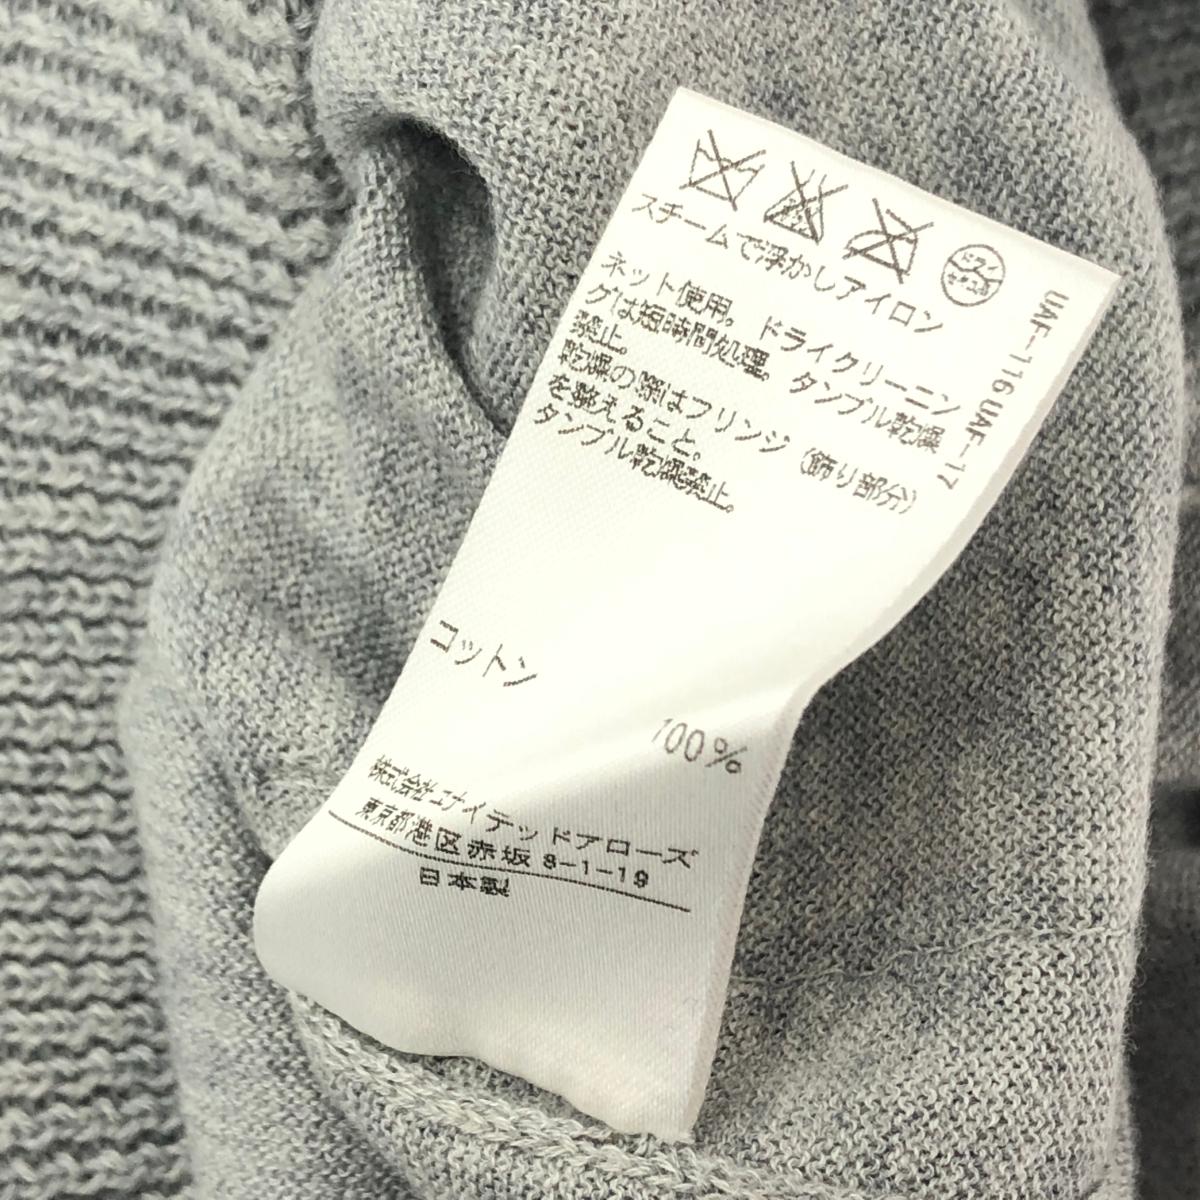 ドライ
スチームで浮かしアイロン
ネット使用。ドライクリーニン
グは短時間処理。タンブル乾燥
禁止。
乾燥の際はフリンジ(飾り部分)
を整えること。
タンブル乾燥禁止。
UAF-116 UAF-17
コットン
100%
株式会社ユナイテッドアローズ
東京都港区赤坂 8-1-19
日本製